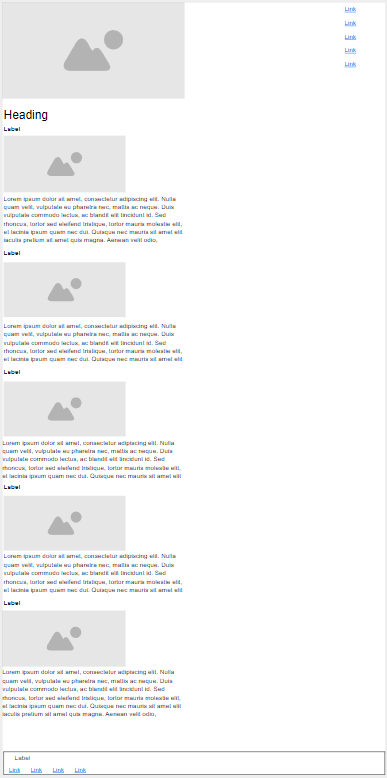 Link
Link
Link
Link
Link
Heading
Label
Lorem ipsum dolor sit amet, consectetur adipiscing elit. Nulla
quam velit, vulputate eu pharetra nec, mattis ac neque. Duis
vulputate commodo lectus, ac blandit elit tincidunt id. Sed
rhoncus, tortor sed eleifend tristique, tortor mauris molestie elit,
et lacinia ipsum quam nec dui. Quisque nec mauris sit amet elit
iaculis pretium sit amet quis magna. Aenean velit odio,
Label
Lorem ipsum dolor sit amet, consectetur adipiscing elit. Nulla
quam velit, vulputate eu pharetra nec, mattis ac neque. Duis
vulputate commodo lectus, ac blandit elit tincidunt id. Sed
rhoncus, tortor sed eleifend tristique, tortor mauris molestie elit,
et lacinia ipsum quam nec dui. Quisque nec mauris sit amet elit
Label
Lorem ipsum dolor sit amet, consectetur adipiscing elit. Nulla
quam velit, vulputate eu pharetra nec, mattis ac neque. Duis
vulputate commodo lectus, ac blandit elit tincidunt id. Sed
rhoncus, tortor sed eleifend tristique, tortor mauris molestie elit,
et lacinia ipsum quam nec dui. Quisque nec mauris sit amet elit
Label
Lorem ipsum dolor sit amet, consectetur adipiscing elit. Nulla
quam velit, vulputate eu pharetra nec, mattis ac neque. Duis
vulputate commodo lectus, ac blandit elit tincidunt id. Sed
rhoncus, tortor sed eleifend tristique, tortor mauris molestie elit,
et lacinia ipsum quam nec dui. Quisque nec mauris sit amet elit
Label
Lorem ipsum dolor sit amet, consectetur adipiscing elit. Nulla
quam velit, vulputate eu pharetra nec, mattis ac neque. Duis
vulputate commodo lectus, ac blandit elit tincidunt id. Sed
rhoncus, tortor sed eleifend tristique, tortor mauris molestie elit,
et lacinia ipsum quam nec dui. Quisque nec mauris sit amet elit
iaculis pretium sit amet quis magna. Aenean velit odio,
Label
Link Link Link Link